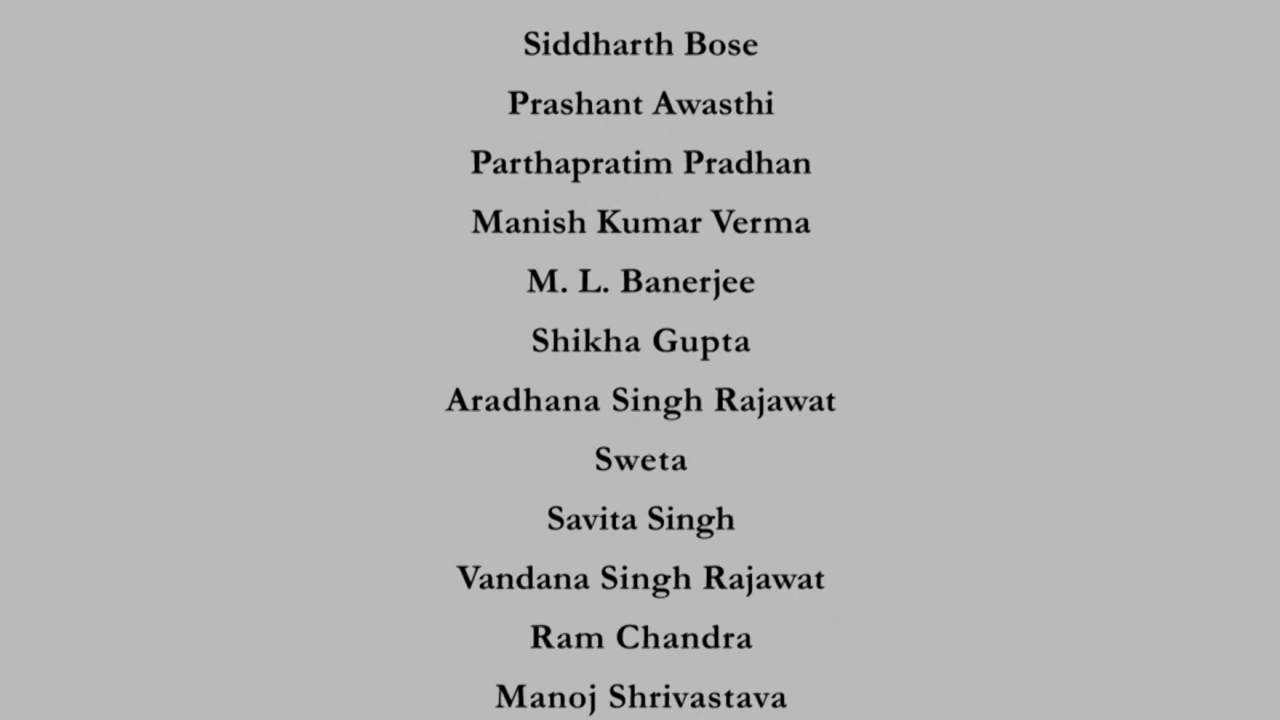 Siddharth Bose
Prashant Awasthi
Parthapratim Pradhan
Manish Kumar Verma
M. L. Banerjee
Shikha Gupta
Aradhana Singh Rajawat
Sweta
Savita Singh
Vandana Singh Rajawat
Ram Chandra
Manoj Shrivastava